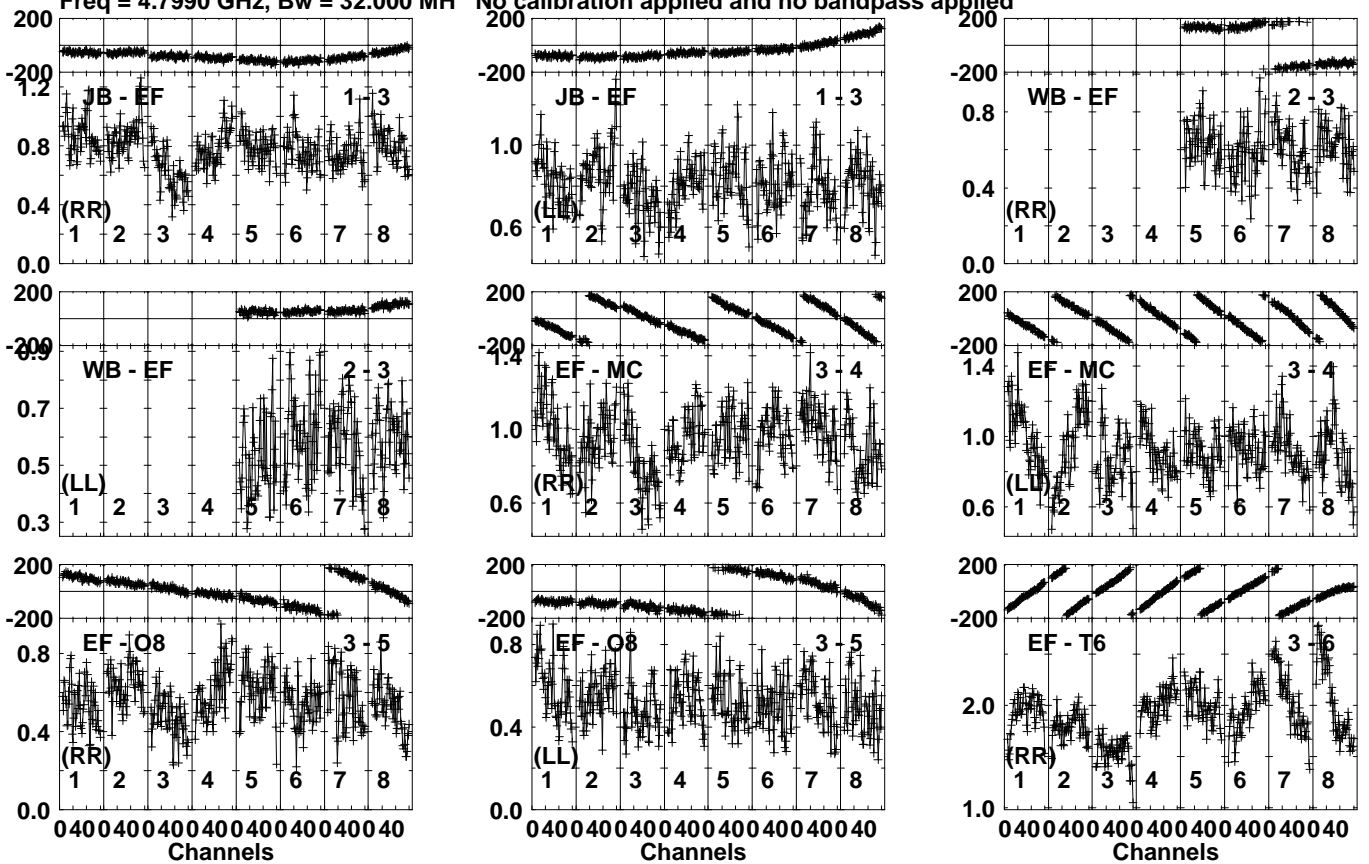 Freq = 4.7990 GHz, Bw = 32.000 MH No calibration applied and no bandpass applied
200
-200
1.2
0.8
0.4
0.0
JB - EF
1 - 3
(RR)
1 2 3 4 5 6 7 8
200
-200
1.0
0.6
JB - EF
1 - 3
(LL)
1 2 3 4 5 6 7 8
200
-200
0.8
0.4
0.0
WB - EF
2 - 3
(RR)
1 2 3 4 5 6 7 8
200
-200
0.9
0.7
0.5
0.3
WB - EF
2 - 3
(LL)
1 2 3 4 5 6 7 8
200
-200
1.4
1.0
0.6
EF - MC
3 - 4
(RR)
1 2 3 4 5 6 7 8
200
-200
1.4
1.0
0.6
EF - MC
3 - 4
(LL)
1 2 3 4 5 6 7 8
200
-200
0.8
0.4
0.0
EF - O8
3 - 5
(RR)
1 2 3 4 5 6 7 8
0 40 0 40 0 40 0 40 0 40 0 40 0 40 0 40
Channels
200
-200
0.8
0.4
0.0
EF - O8
3 - 5
(LL)
1 2 3 4 5 6 7 8
0 40 0 40 0 40 0 40 0 40 0 40 0 40 0 40
Channels
200
-200
2.0
1.0
EF - T6
3 - 6
(RR)
1 2 3 4 5 6 7 8
0 40 0 40 0 40 0 40 0 40 0 40 0 40 0 40
Channels